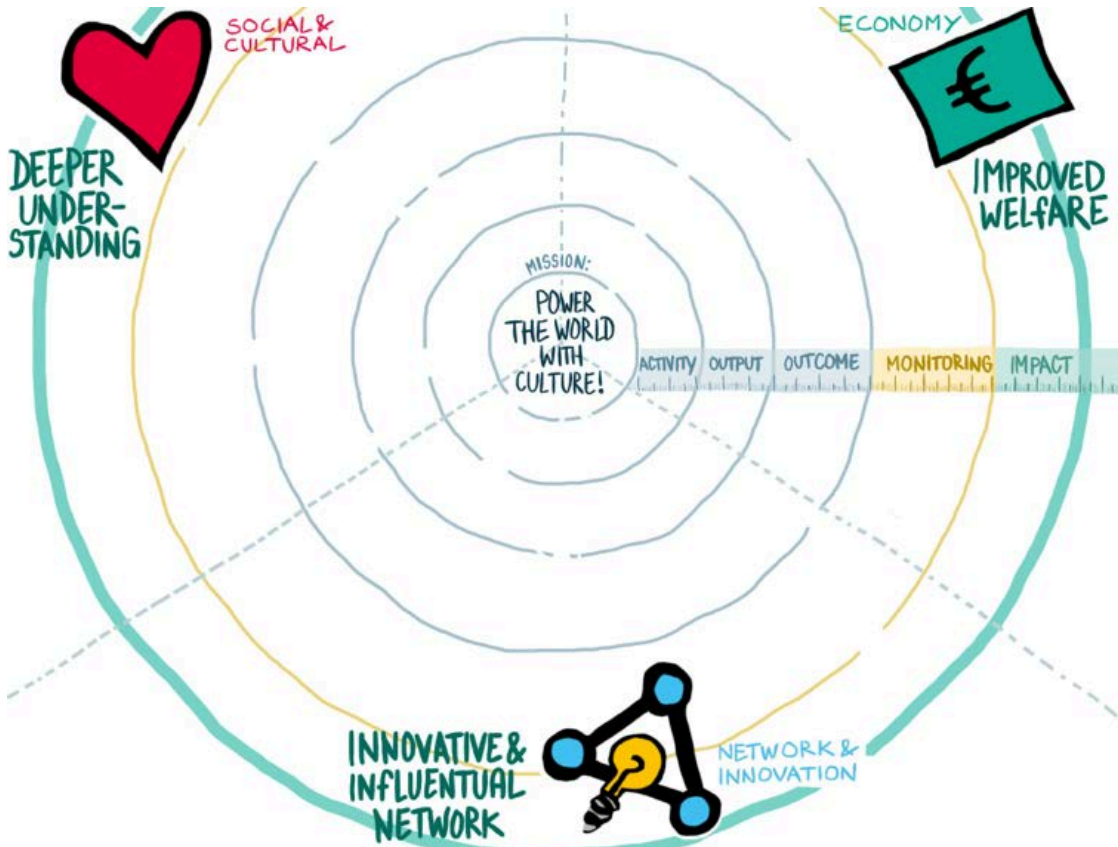 SOCIAL &
CULTURAL
ECONOMY
€
DEEPER
UNDER-
STANDING
IMPROVED
WELFARE
MISSION:
POWER
THE WORLD
WITH
CULTURE!
ACTIVITY OUTPUT OUTCOME MONITORING IMPACT
INNOVATIVE &
INFLUENTUAL
NETWORK
NETWORK &
INNOVATION